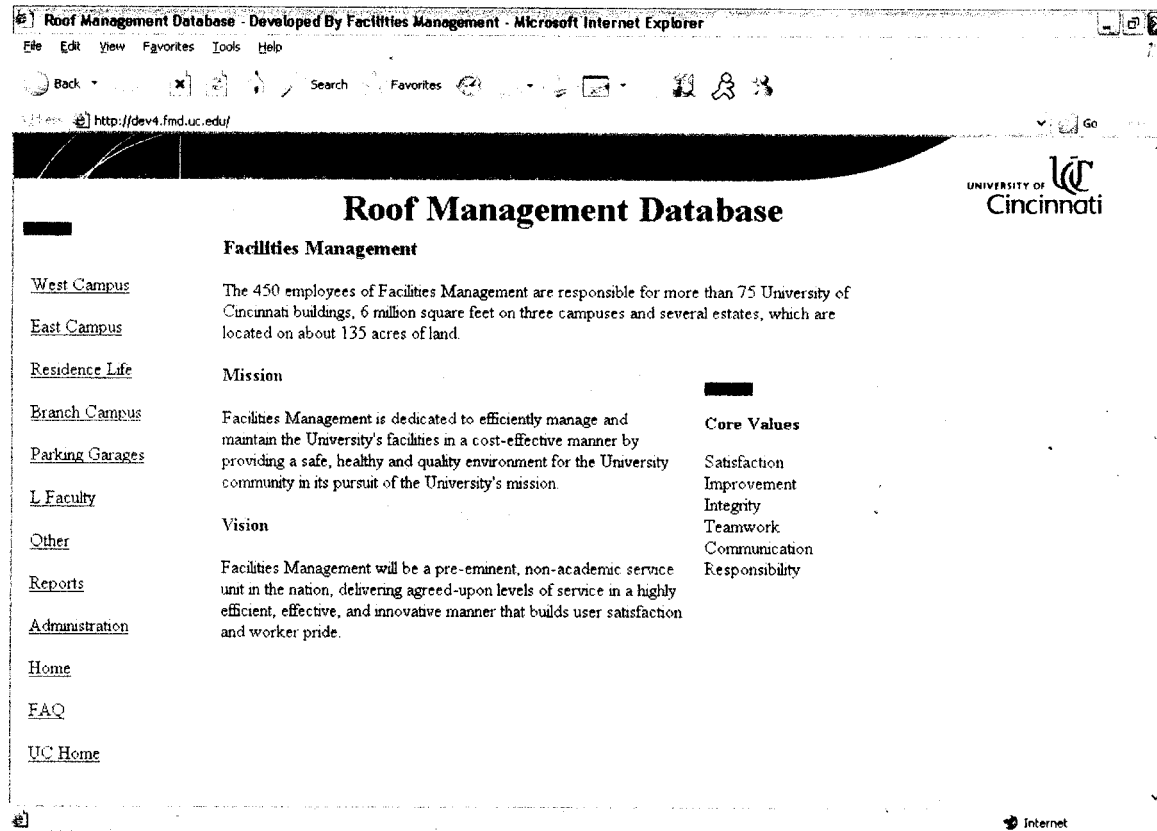 Roof Management Database - Developed By Facilities Management - Microsoft Internet Explorer
File Edit View Favorites Tools Help
Back Search Favorites
http://dev4.fmd.uc.edu/ Go
UNIVERSITY OF UC
Cincinnati
Roof Management Database
Facilities Management
The 450 employees of Facilities Management are responsible for more than 75 University of
Cincinnati buildings, 6 million square feet on three campuses and several estates, which are
located on about 135 acres of land.
Mission
Facilities Management is dedicated to efficiently manage and
maintain the University's facilities in a cost-effective manner by
providing a safe, healthy and quality environment for the University
community in its pursuit of the University's mission.
Vision
Facilities Management will be a pre-eminent, non-academic service
unit in the nation, delivering agreed-upon levels of service in a highly
efficient, effective, and innovative manner that builds user satisfaction
and worker pride.
Core Values
Satisfaction
Improvement
Integrity
Teamwork
Communication
Responsibility
West Campus
East Campus
Residence Life
Branch Campus
Parking Garages
L Faculty
Other
Reports
Administration
Home
FAQ
UC Home
Internet